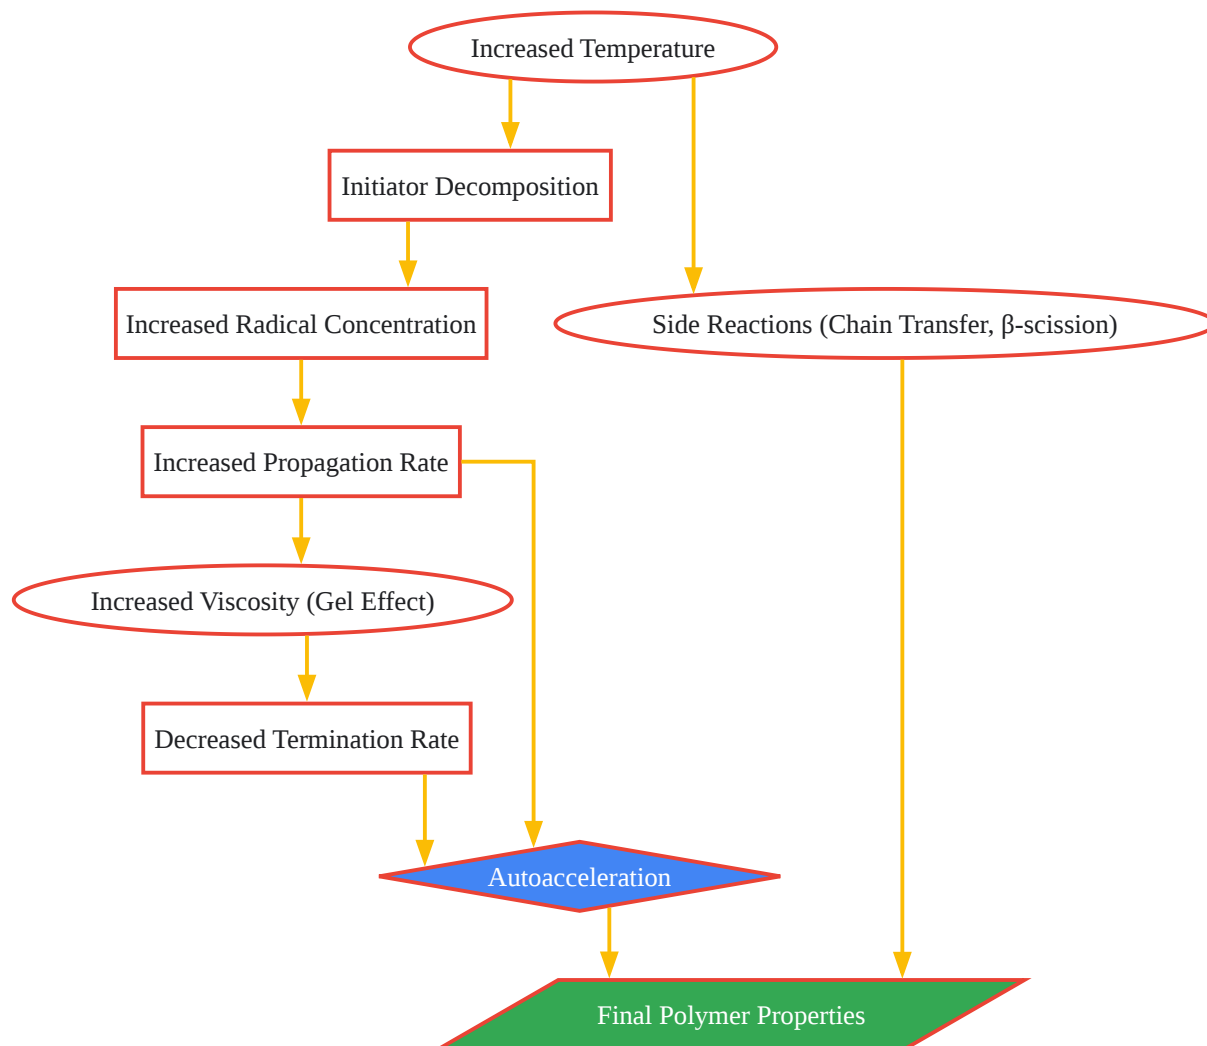 Increased Temperature
Initiator Decomposition
Increased Radical Concentration
Side Reactions (Chain Transfer, β-scission)
Increased Propagation Rate
Increased Viscosity (Gel Effect)
Decreased Termination Rate
Autoacceleration
Final Polymer Properties